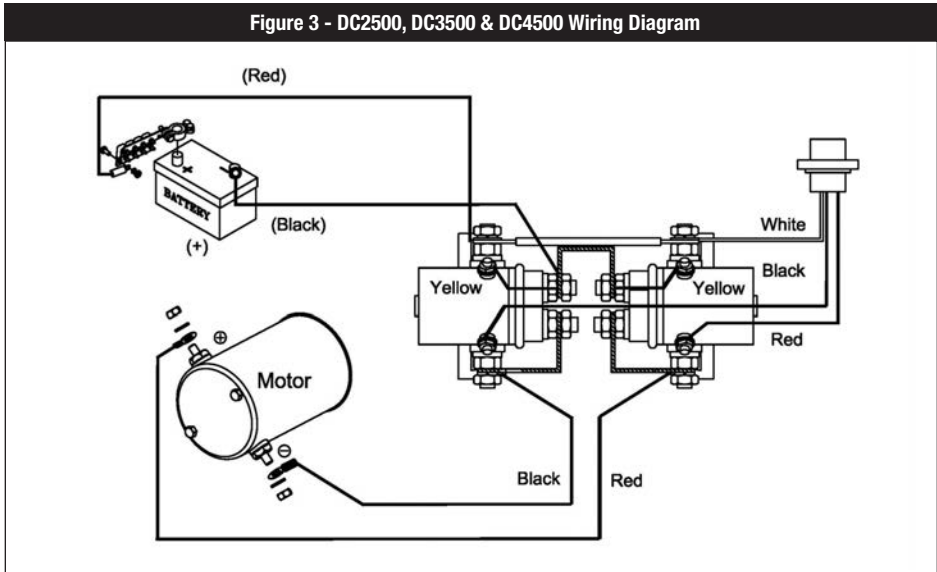 Figure 3 - DC2500, DC3500 & DC4500 Wiring Diagram
(Red)
BATTERY
(+)
(Black)
White
Black
Yellow
Yellow
Red
+
Motor
−
Black
Red